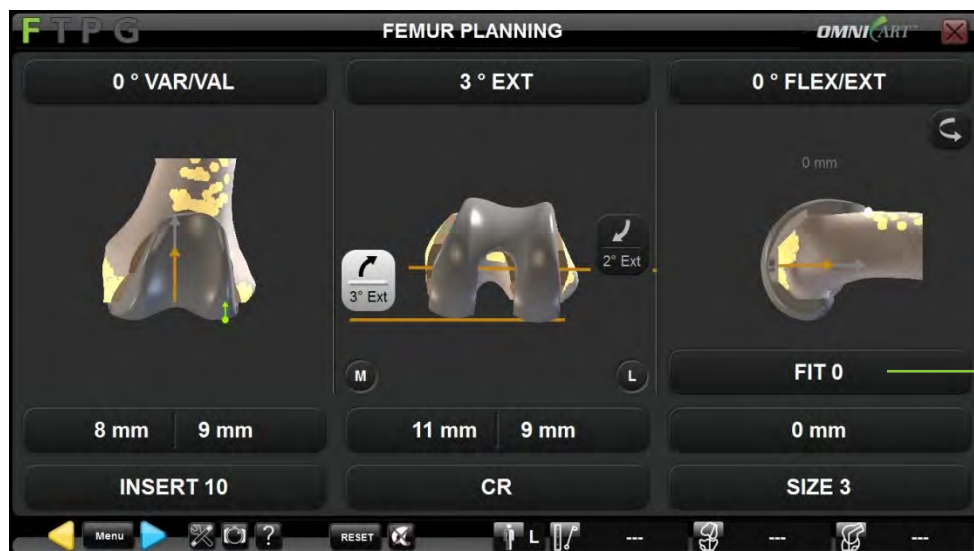 F T P G
FEMUR PLANNING
OMNI ART™
0 ° VAR/VAL
3 ° EXT
0 ° FLEX/EXT
0 mm
3° Ext
2° Ext
M
L
FIT 0
8 mm
9 mm
11 mm
9 mm
0 mm
INSERT 10
CR
SIZE 3
Menu
?
RESET
L
---
---
---